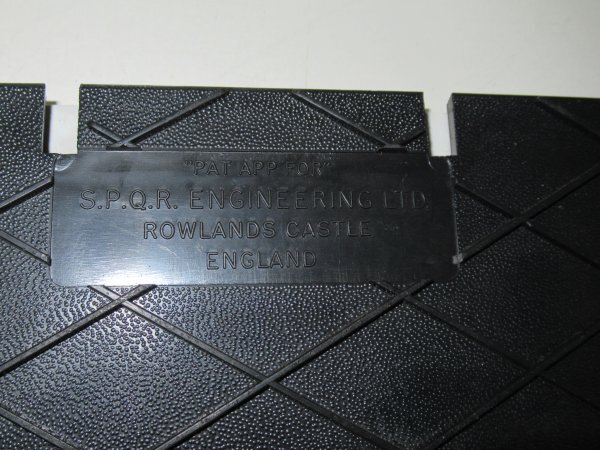 "PAT APP FOR"
S.P.Q.R. ENGINEERING LTD.
ROWLANDS CASTLE
ENGLAND